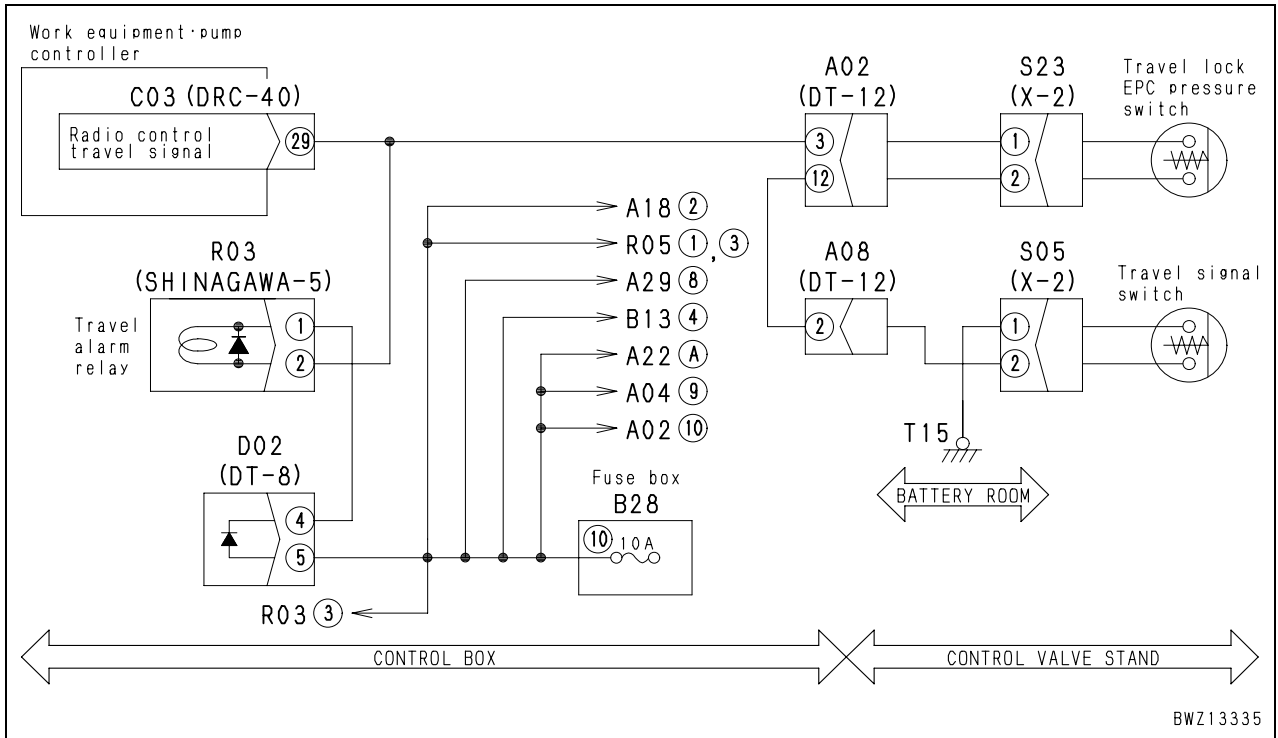 Work equipment·pump
controller
C03 (DRC-40)
Radio control
travel signal
29
R03
(SHINAGAWA-5)
Travel
alarm
relay
1
2
D02
(DT-8)
4
5
R03 3
A18 2
R05 1, 3
A29 8
B13 4
A22 A
A04 9
A02 10
Fuse box
B28
10 10A
A02
(DT-12)
3
12
A08
(DT-12)
2
S23
(X-2)
1
2
Travel lock
EPC pressure
switch
S05
(X-2)
1
2
Travel signal
switch
T15
BATTERY ROOM
CONTROL BOX
CONTROL VALVE STAND
BWZ13335